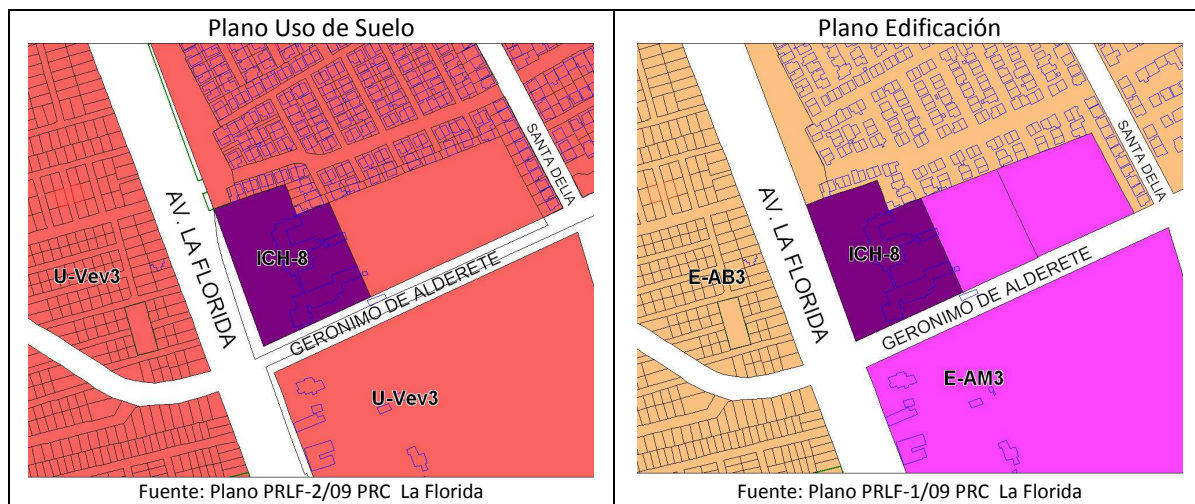 Plano Uso de Suelo
SANTA DELIA
AV. LA FLORIDA
ICH-8
U-Vev3
GERONIMO DE ALDERETE
U-Vev3
Fuente: Plano PRLF-2/09 PRC La Florida
Plano Edificación
SANTA DELIA
AV. LA FLORIDA
ICH-8
E-AB3
GERONIMO DE ALDERETE
E-AM3
Fuente: Plano PRLF-1/09 PRC La Florida